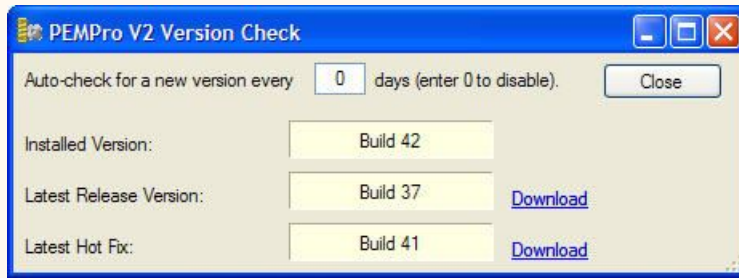 PEMPro V2 Version Check
Auto-check for a new version every 0 days (enter 0 to disable). Close
Installed Version: Build 42
Latest Release Version: Build 37 Download
Latest Hot Fix: Build 41 Download